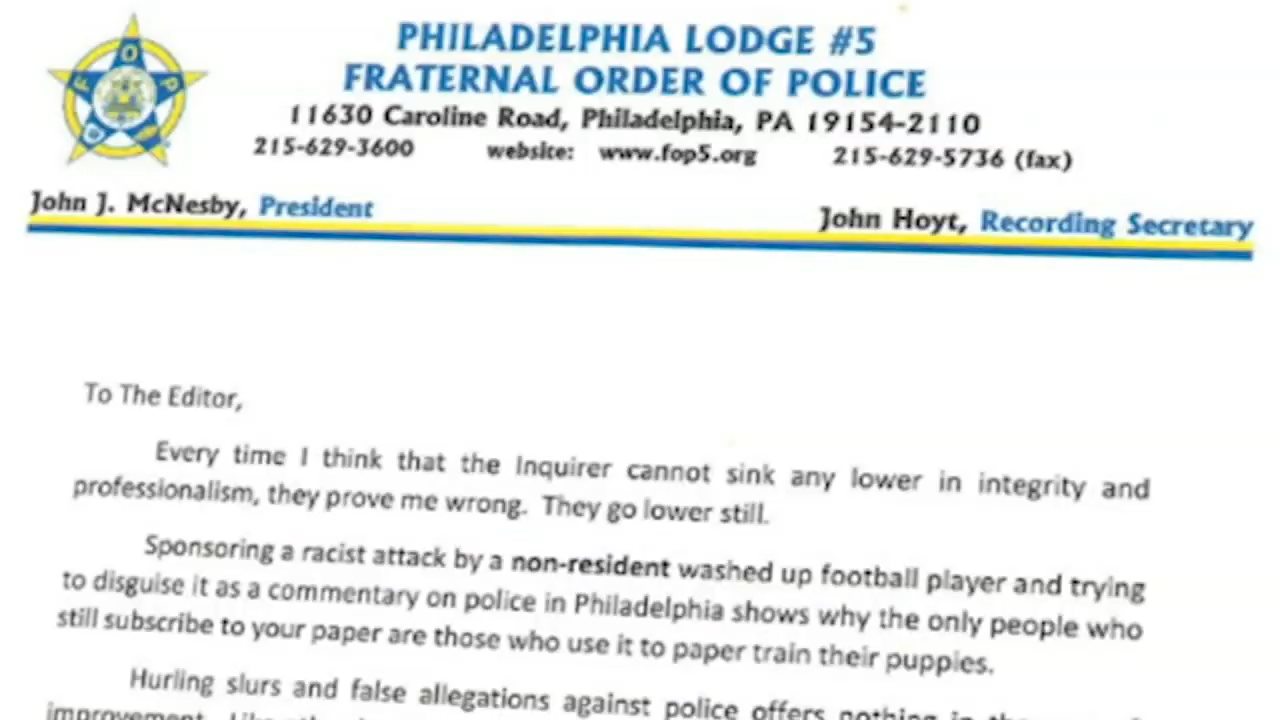 F O P
PHILADELPHIA LODGE #5
FRATERNAL ORDER OF POLICE
11630 Caroline Road, Philadelphia, PA 19154-2110
215-629-3600 website: www.fop5.org 215-629-5736 (fax)
John J. McNesby, President John Hoyt, Recording Secretary
To The Editor,
Every time I think that the Inquirer cannot sink any lower in integrity and
professionalism, they prove me wrong. They go lower still.
Sponsoring a racist attack by a non-resident washed up football player and trying
to disguise it as a commentary on police in Philadelphia shows why the only people who
still subscribe to your paper are those who use it to paper train their puppies.
Hurling slurs and false allegations against police offers nothing in
improvement.